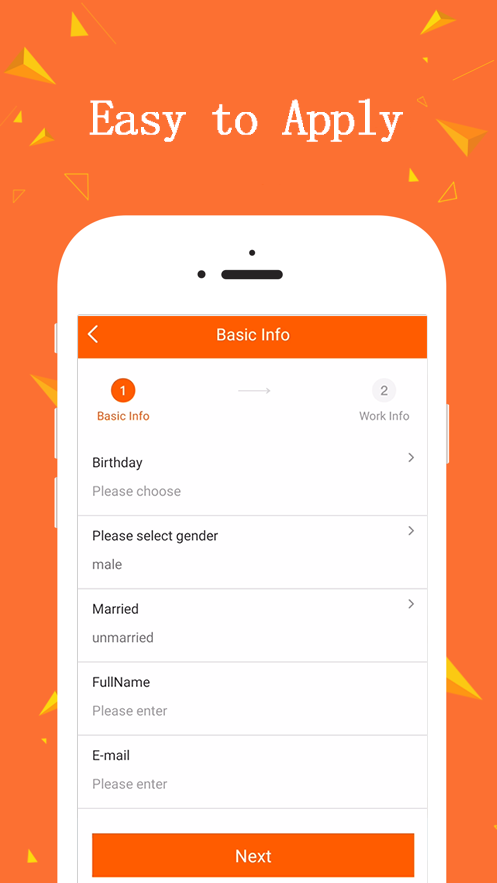 Easy to Apply
Basic Info
1
2
Basic Info
Work Info
Birthday
Please choose
Please select gender
male
Married
unmarried
FullName
Please enter
E-mail
Please enter
Next